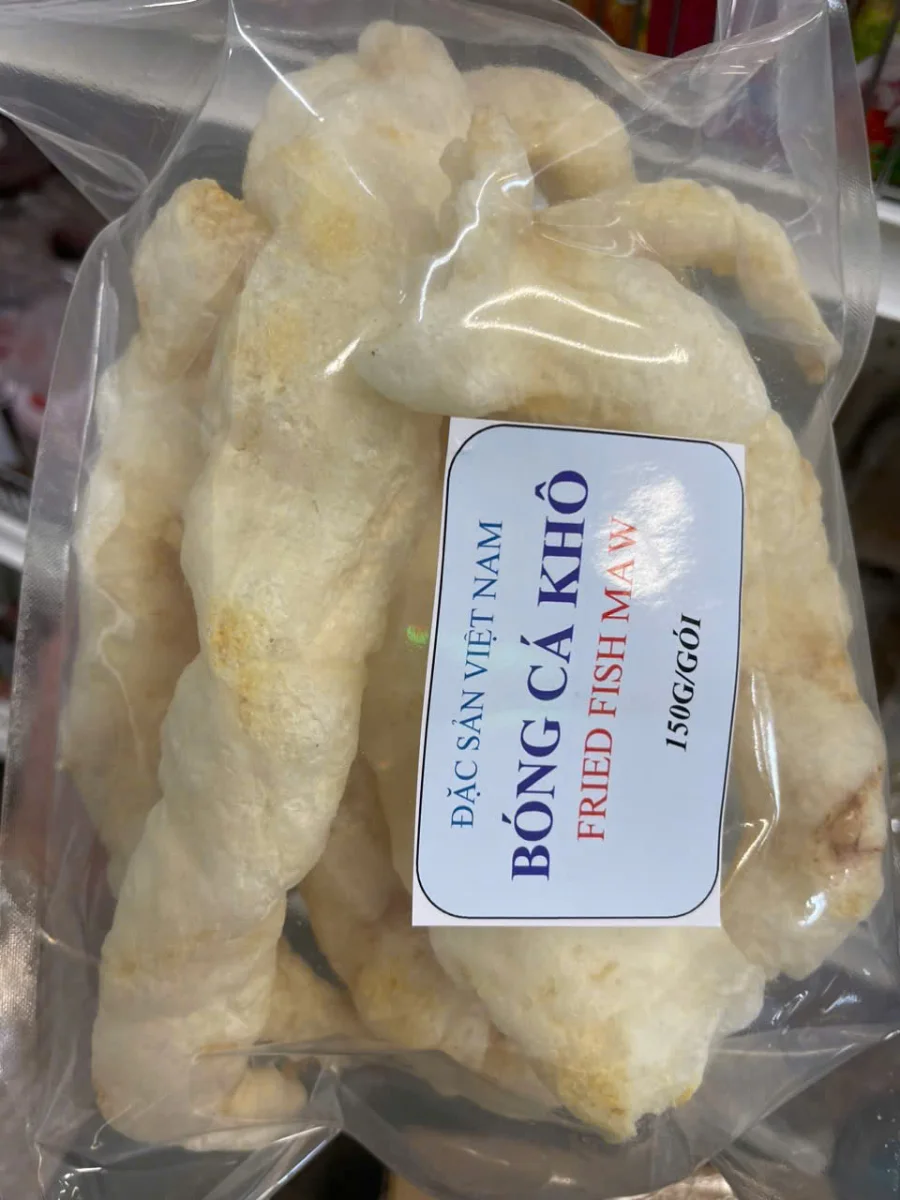 ĐẶC SẢN VIỆT NAM
BÓNG CÁ KHÔ
FRIED FISH MAW
150G/GÓI